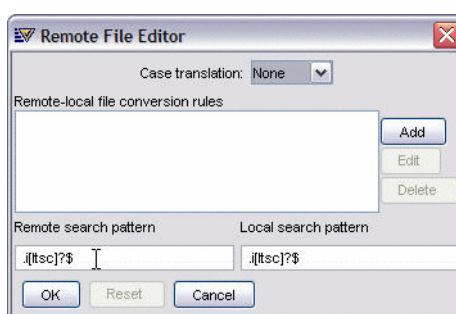 Remote File Editor
Case translation: None
Remote-local file conversion rules
Add
Edit
Delete
Remote search pattern Local search pattern
.i[ltsc]?$ .i[ltsc]?$
OK Reset Cancel